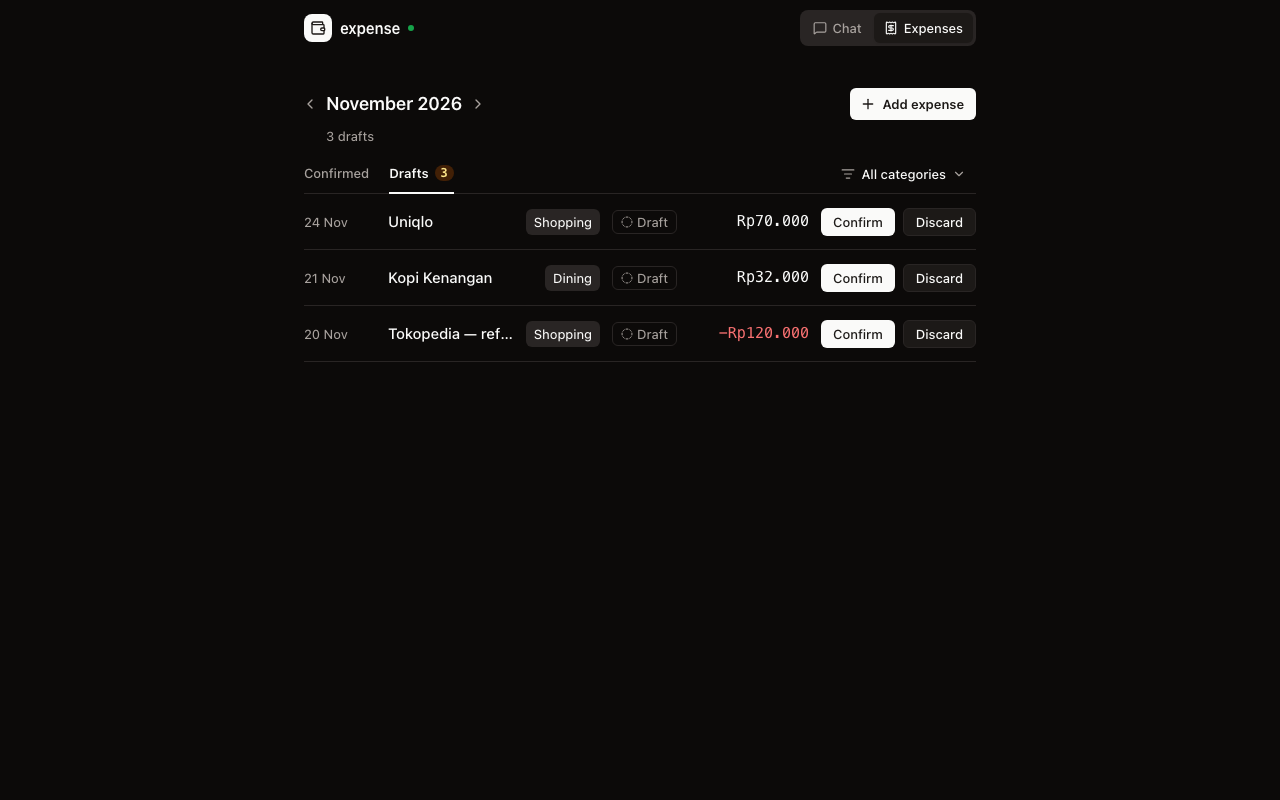 expense
Chat
Expenses
November 2026
Add expense
3 drafts
Confirmed
Drafts 3
All categories
24 Nov Uniqlo Shopping Draft Rp70.000 Confirm Discard
21 Nov Kopi Kenangan Dining Draft Rp32.000 Confirm Discard
20 Nov Tokopedia — ref... Shopping Draft −Rp120.000 Confirm Discard